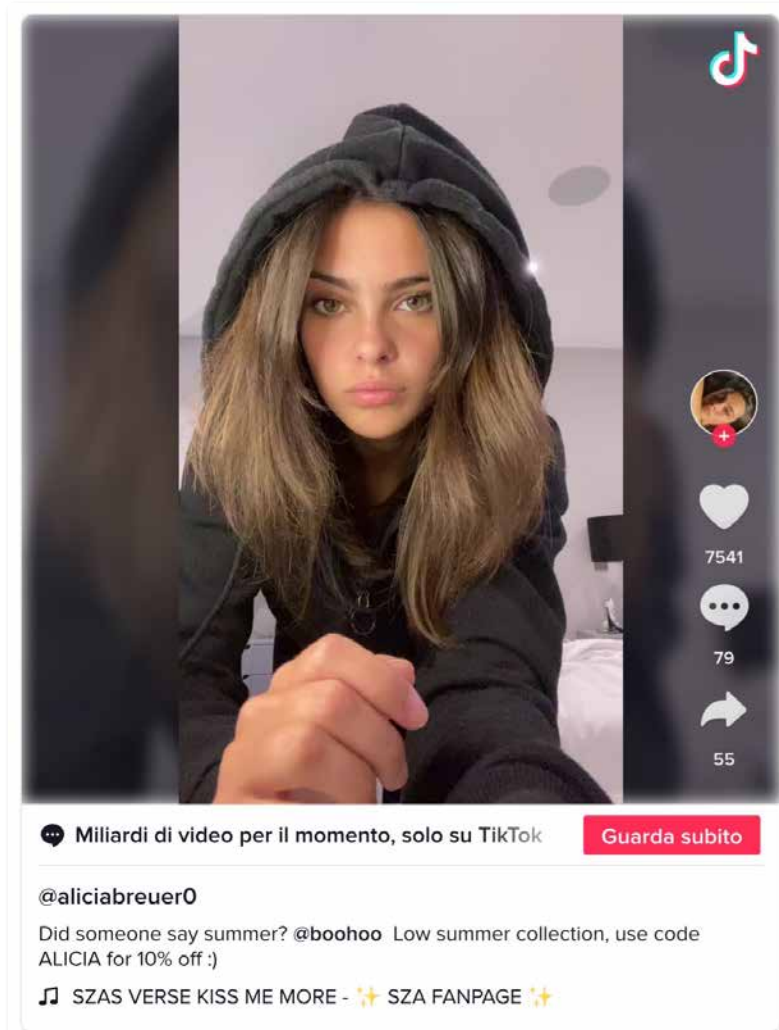 7541
79
55
Miliardi di video per il momento, solo su TikTok
Guarda subito
@aliciabreuer0
Did someone say summer? @boohoo Low summer collection, use code
ALICIA for 10% off :)
SZAS VERSE KISS ME MORE - ✨ SZA FANPAGE ✨